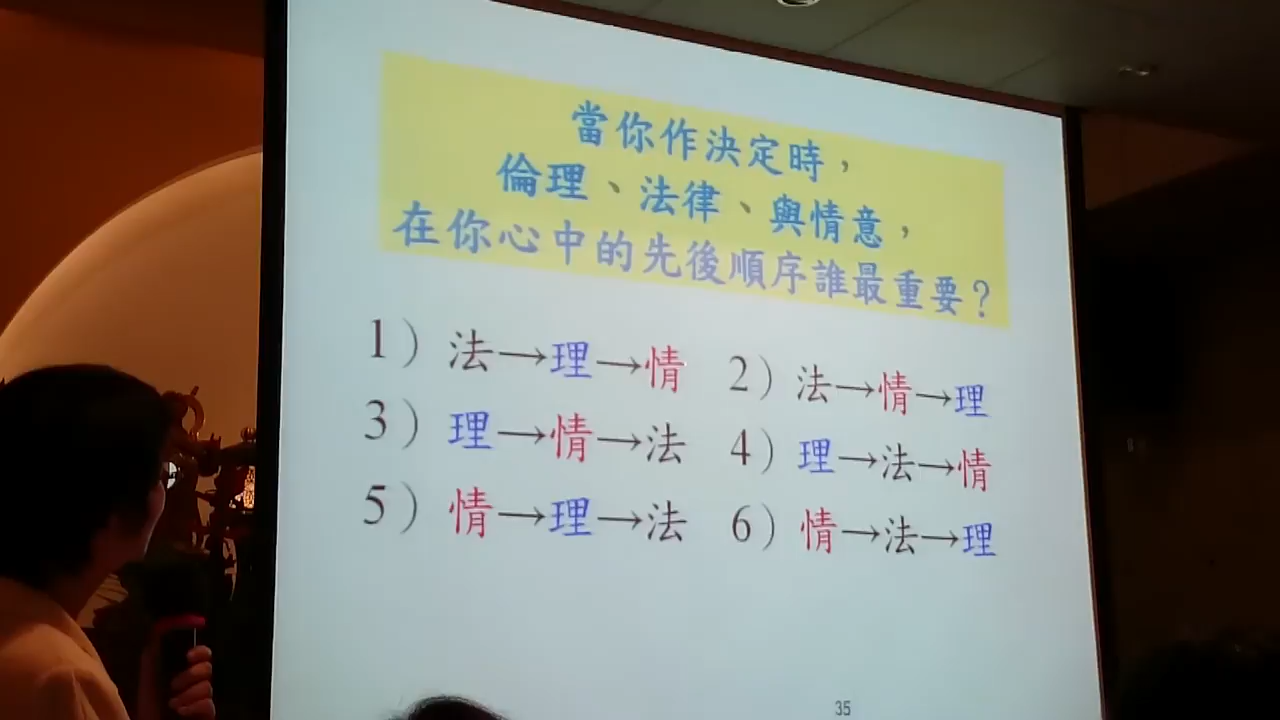 當你作決定時，
倫理、法律、與情意，
在你心中的先後順序誰最重要？
1）法→理→情 2）法→情→理
3）理→情→法 4）理→法→情
5）情→理→法 6）情→法→理
35